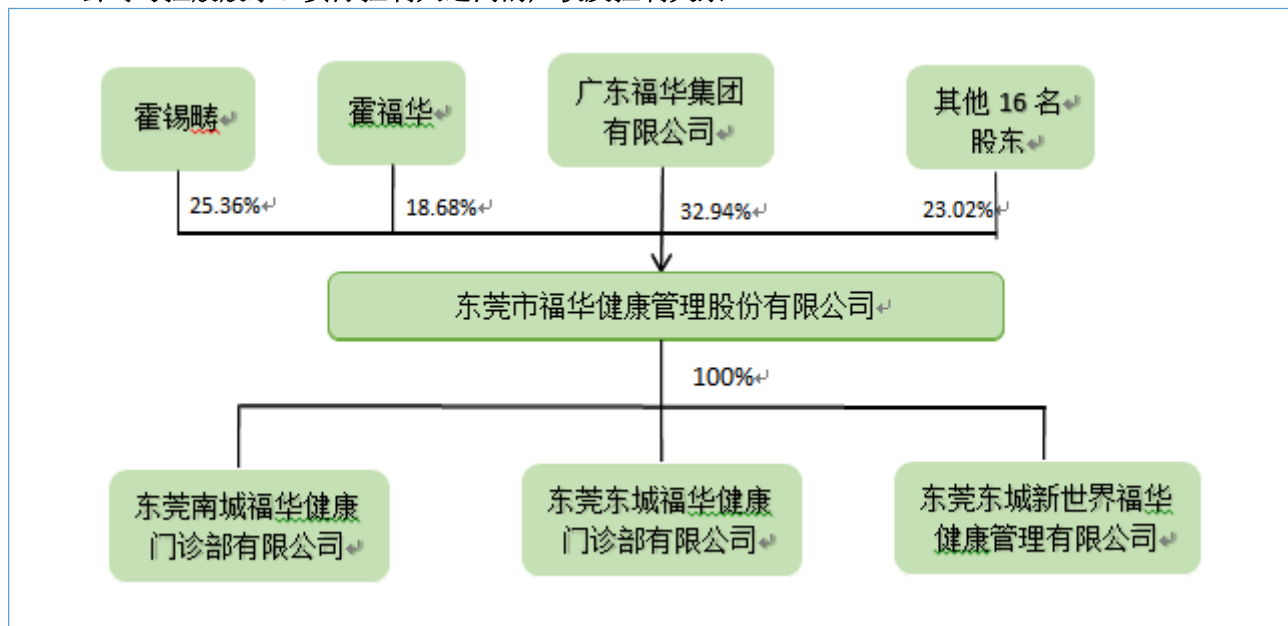 霍锡畴
霍福华
广东福华集团
有限公司
其他 16 名
股东
25.36%
18.68%
32.94%
23.02%
东莞市福华健康管理股份有限公司
100%
东莞南城福华健康
门诊部有限公司
东莞东城福华健康
门诊部有限公司
东莞东城新世界福华
健康管理有限公司